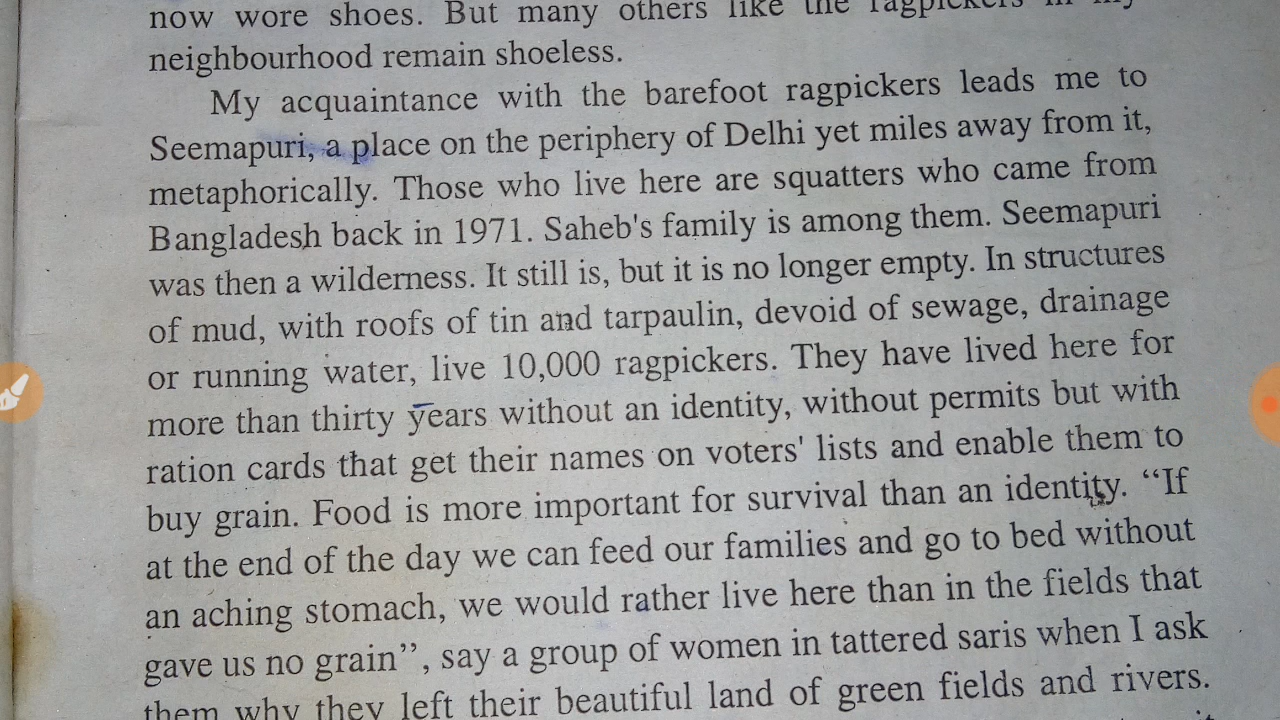 now wore shoes. But many others like the ragpickers in my
neighbourhood remain shoeless.
My acquaintance with the barefoot ragpickers leads me to
Seemapuri, a place on the periphery of Delhi yet miles away from it,
metaphorically. Those who live here are squatters who came from
Bangladesh back in 1971. Saheb's family is among them. Seemapuri
was then a wilderness. It still is, but it is no longer empty. In structures
of mud, with roofs of tin and tarpaulin, devoid of sewage, drainage
or running water, live 10,000 ragpickers. They have lived here for
more than thirty years without an identity, without permits but with
ration cards that get their names on voters' lists and enable them to
buy grain. Food is more important for survival than an identity. “If
at the end of the day we can feed our families and go to bed without
an aching stomach, we would rather live here than in the fields that
gave us no grain”, say a group of women in tattered saris when I ask
them why they left their beautiful land of green fields and rivers.